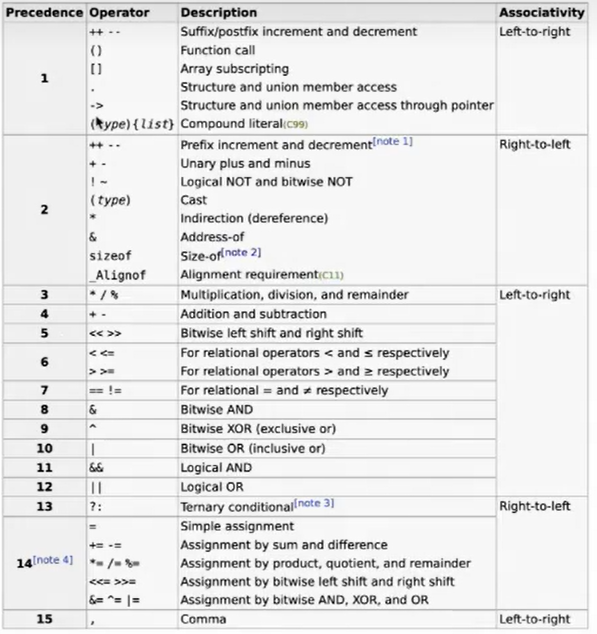 Precedence Operator Description Associativity
1 ++ -- Suffix/postfix increment and decrement Left-to-right
() Function call
[] Array subscripting
. Structure and union member access
-> Structure and union member access through pointer
(type){list} Compound literal(C99)
2 ++ -- Prefix increment and decrement[note 1] Right-to-left
+ - Unary plus and minus
! ~ Logical NOT and bitwise NOT
(type) Cast
* Indirection (dereference)
& Address-of
sizeof Size-of[note 2]
_Alignof Alignment requirement(C11)
3 * / % Multiplication, division, and remainder Left-to-right
4 + - Addition and subtraction
5 << >> Bitwise left shift and right shift
6 < <= For relational operators < and ≤ respectively
> >= For relational operators > and ≥ respectively
7 == != For relational = and ≠ respectively
8 & Bitwise AND
9 ^ Bitwise XOR (exclusive or)
10 | Bitwise OR (inclusive or)
11 && Logical AND
12 || Logical OR
13 ?: Ternary conditional[note 3] Right-to-left
14[note 4] = Simple assignment
+= -= Assignment by sum and difference
*= /= %= Assignment by product, quotient, and remainder
<<= >>= Assignment by bitwise left shift and right shift
&= ^= |= Assignment by bitwise AND, XOR, and OR
15 , Comma Left-to-right